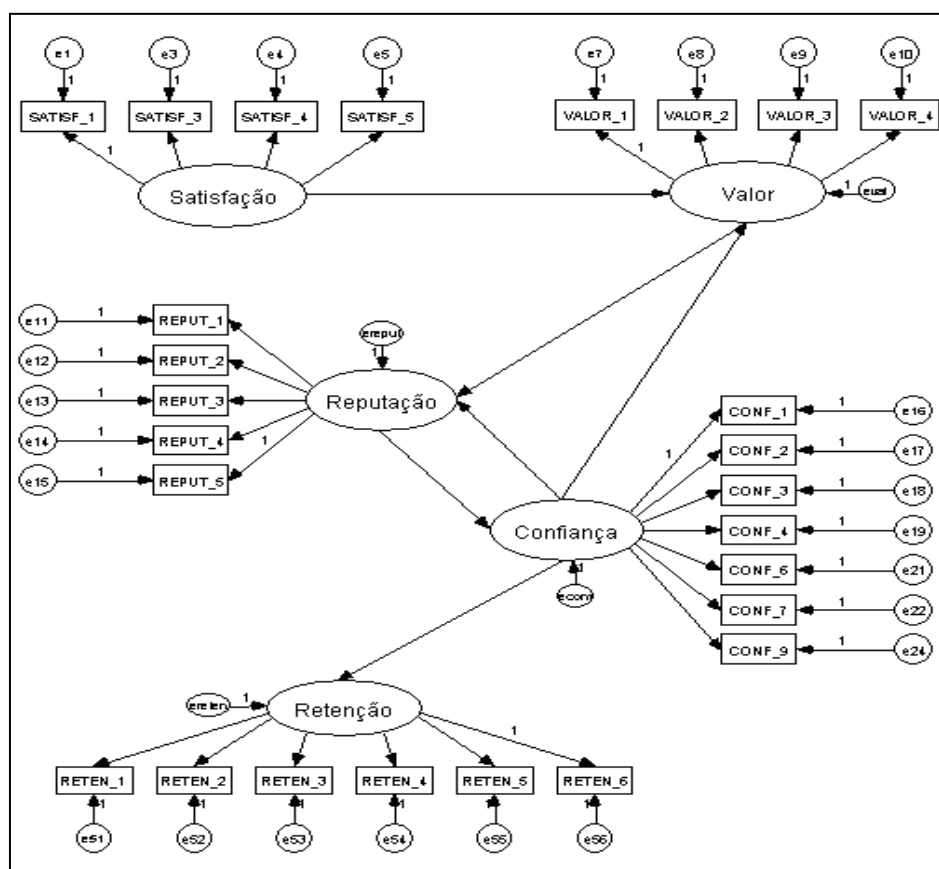 e1 e3 e4 e5 e7 e8 e9 e10
1 1 1 1 1 1 1 1
SATISF_1 SATISF_3 SATISF_4 SATISF_5 VALOR_1 VALOR_2 VALOR_3 VALOR_4
1 1
Satisfação Valor 1 eval
e11 1 REPUT_1
ereput
1
e12 1 REPUT_2
e13 1 REPUT_3
Reputação
e14 1 REPUT_4
1
e15 1 REPUT_5
CONF_1 1 e16
1
CONF_2 1 e17
CONF_3 1 e18
Confiança
CONF_4 1 e19
1
econf
CONF_6 1 e21
CONF_7 1 e22
CONF_9 1 e24
ereten 1
Retenção
1
RETEN_1 RETEN_2 RETEN_3 RETEN_4 RETEN_5 RETEN_6
1 1 1 1 1 1
e51 e52 e53 e54 e55 e56